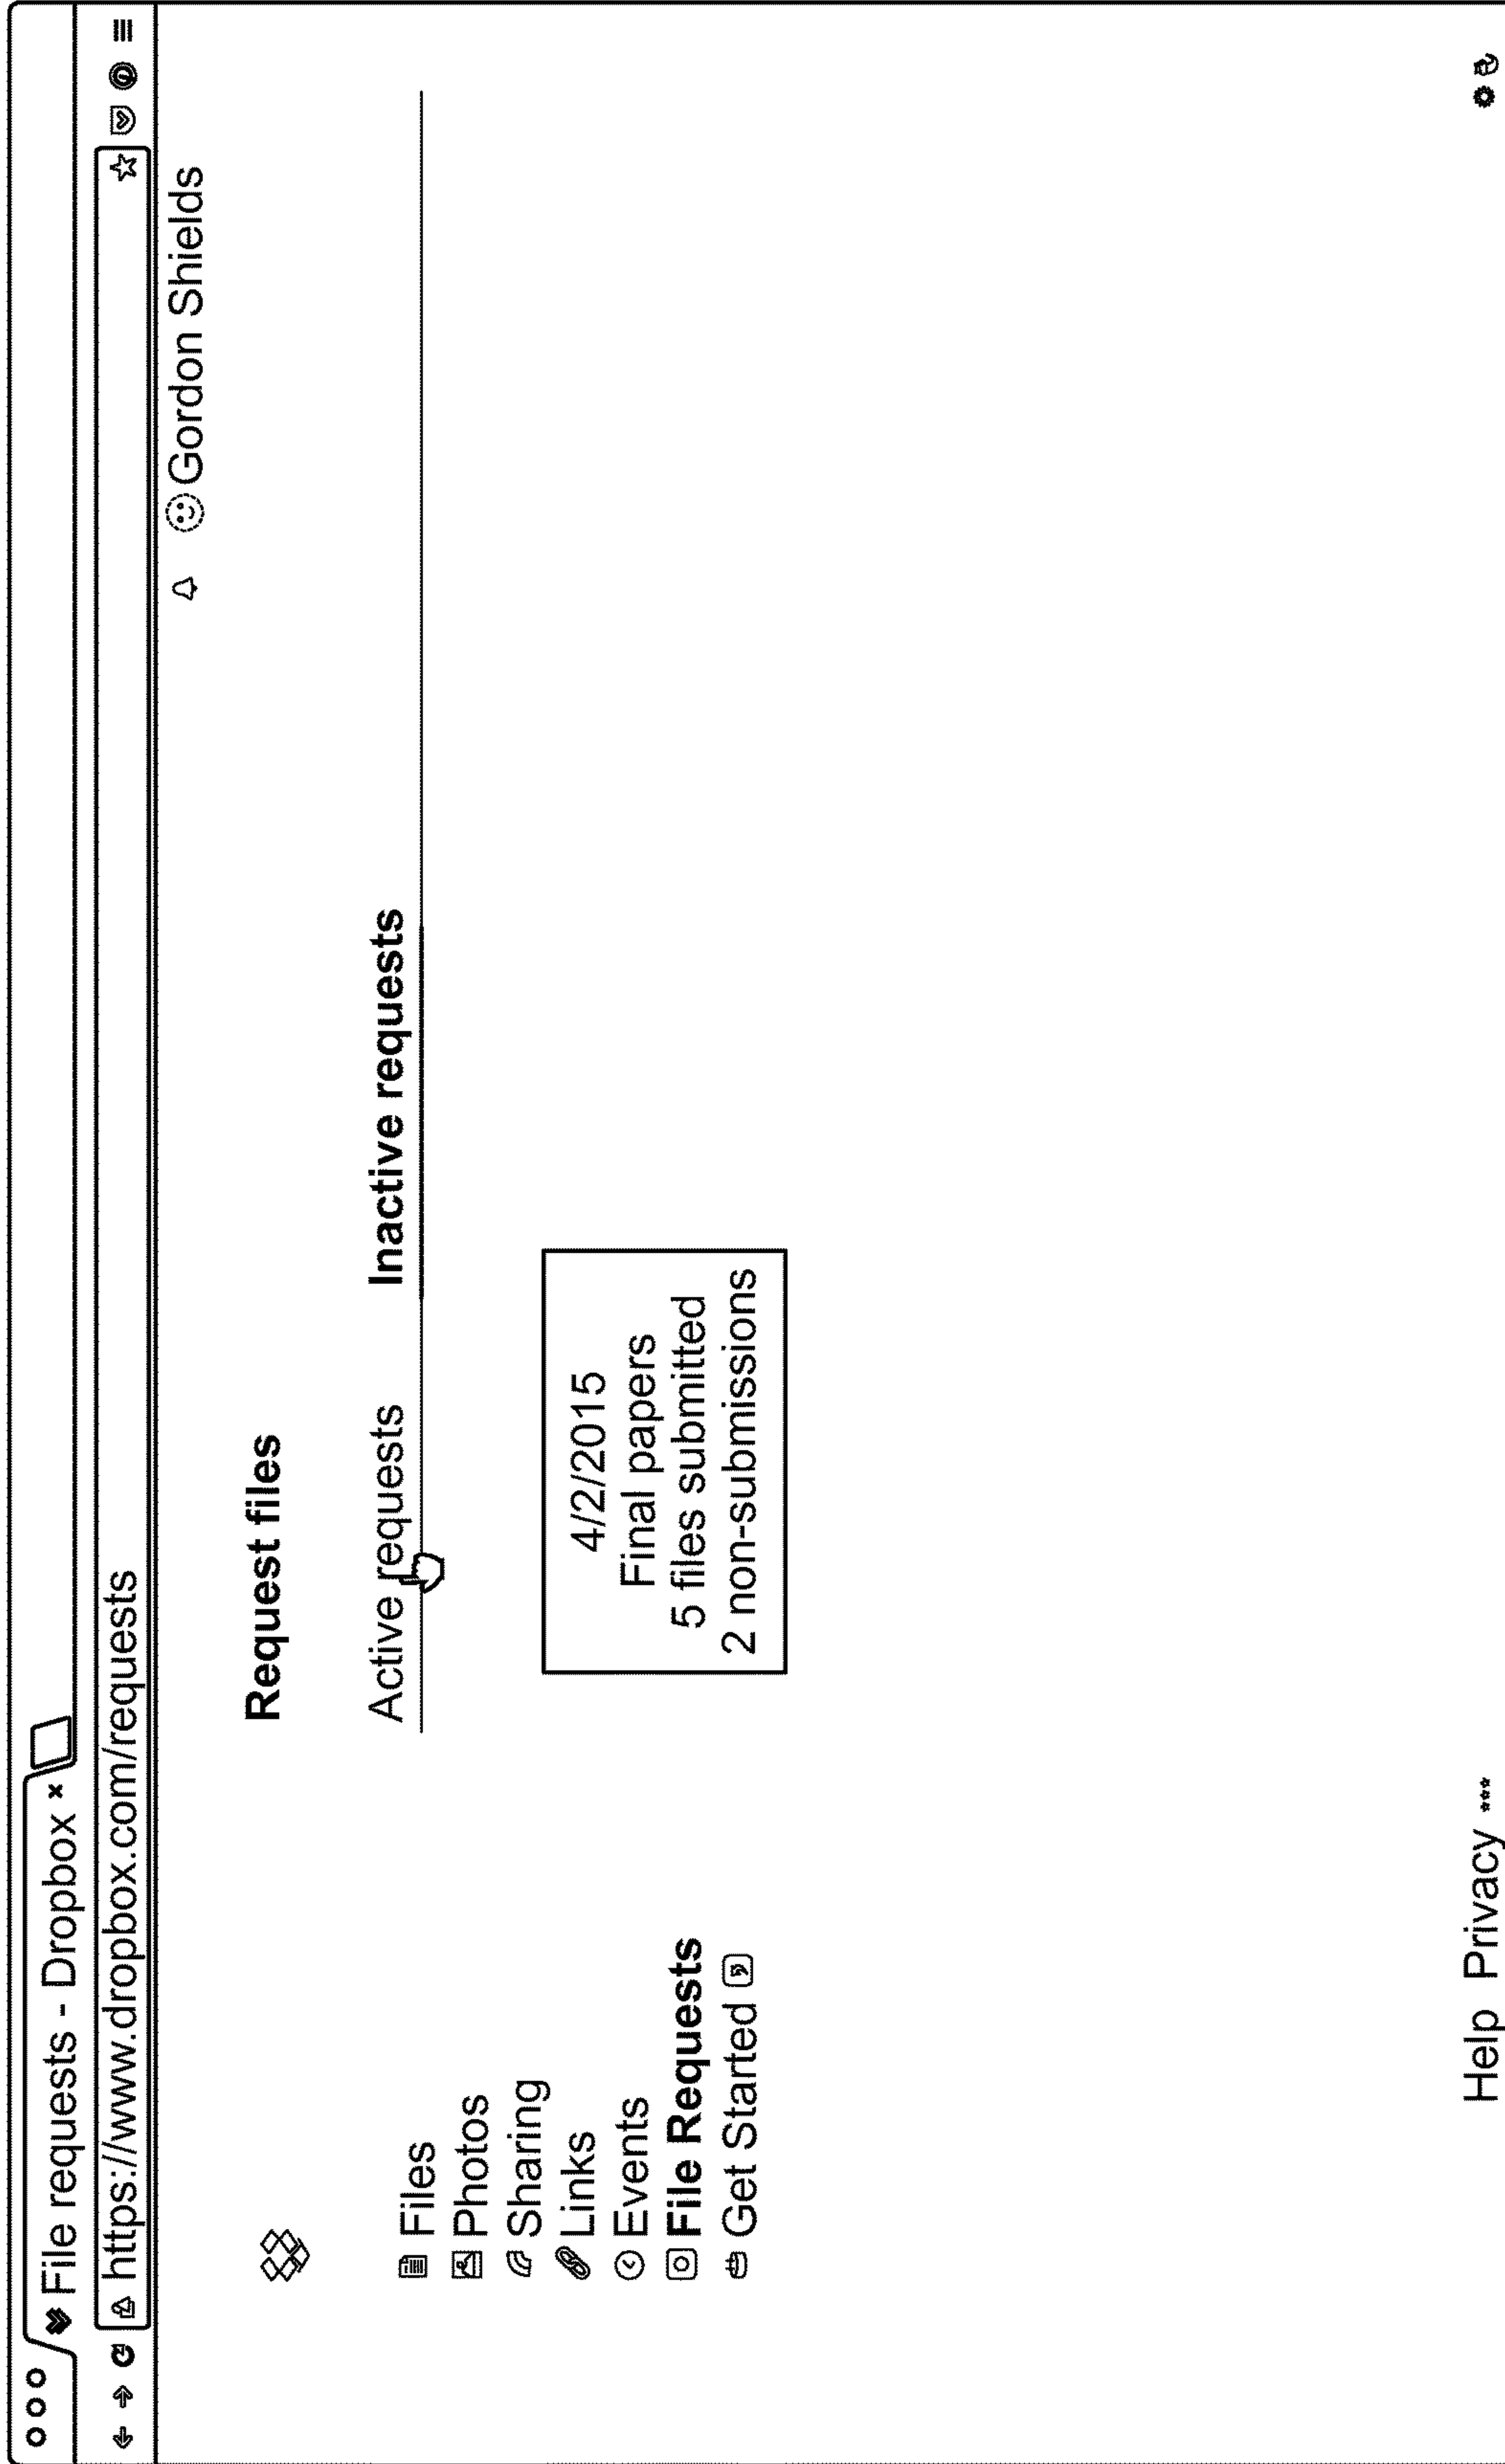 File requests - Dropbox
https://www.dropbox.com/requests
Gordon Shields
Request files
Active requests Inactive requests
Files
Photos
Sharing
Links
Events
File Requests
Get Started
4/2/2015
Final papers
5 files submitted
2 non-submissions
Help Privacy ***